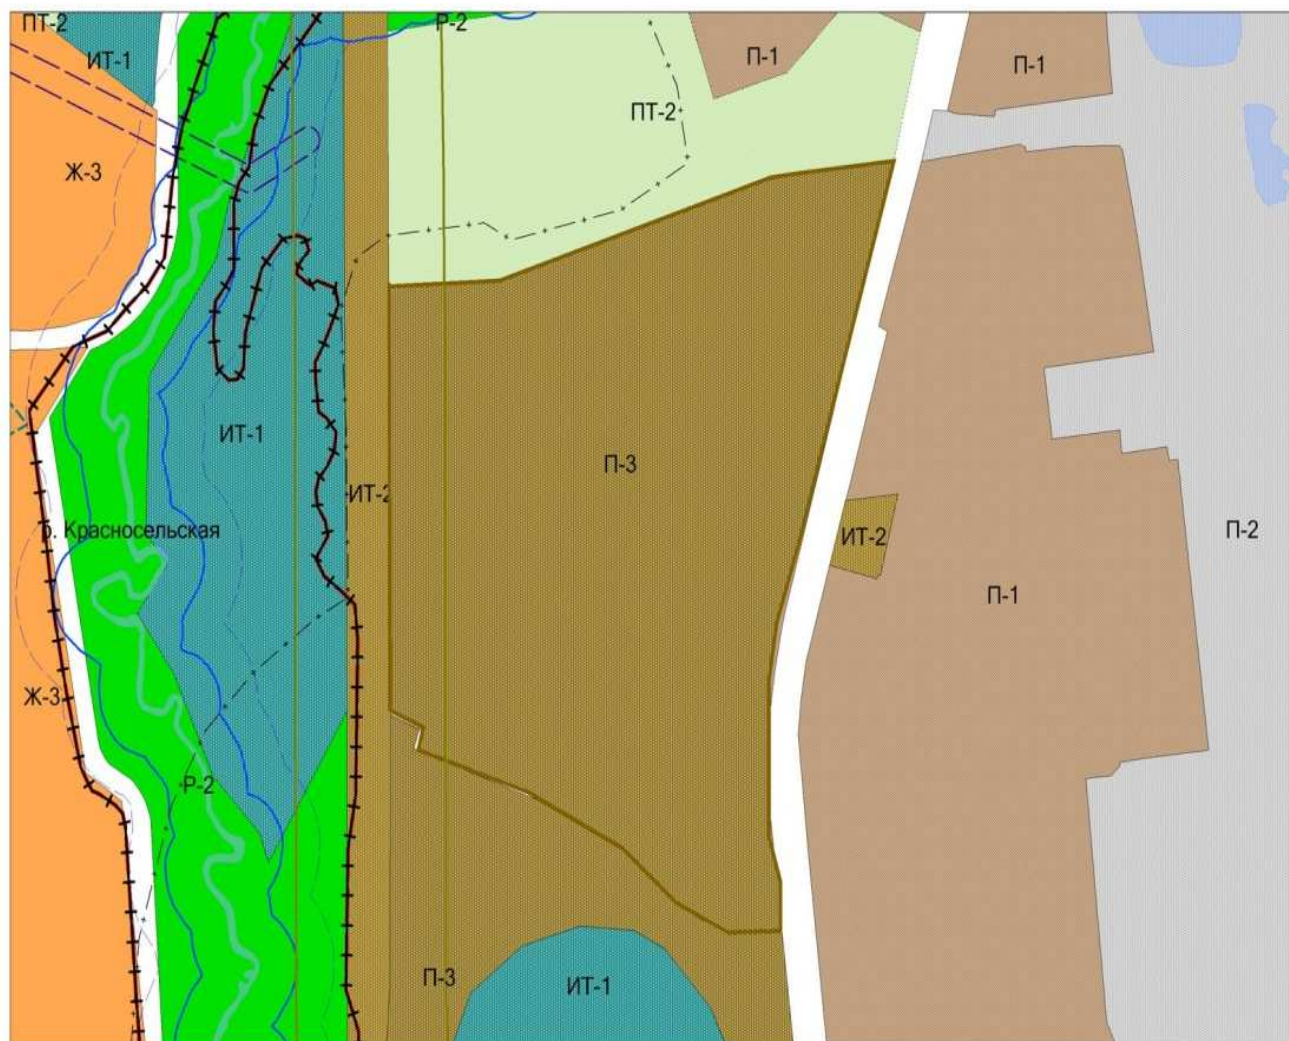 ПТ-2
Р-2
ИТ-1
П-1
П-1
ПТ-2
Ж-3
ИТ-1
П-3
ИТ-2
б. Красносельская
ИТ-2
П-2
П-1
Ж-3
Р-2
П-3
ИТ-1